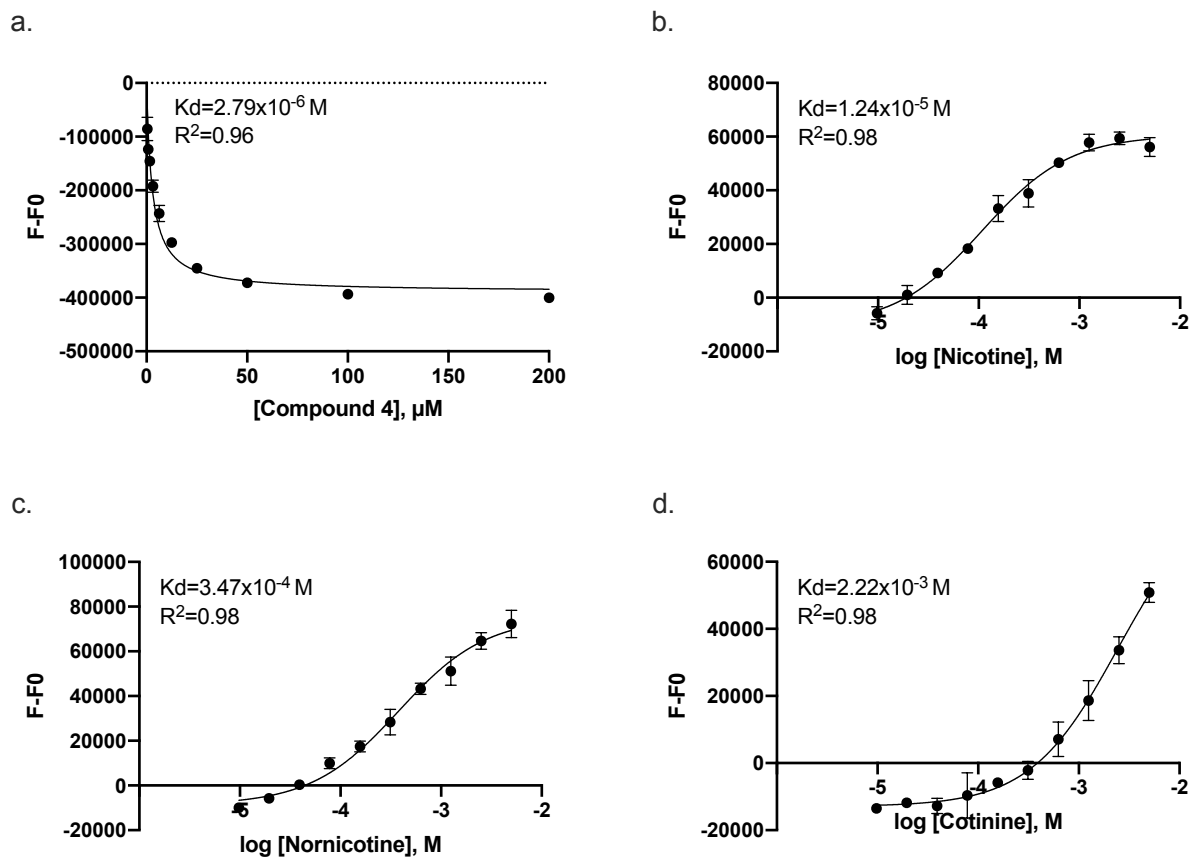 a.
0
-100000
-200000
-300000
-400000
-500000
F-F0
Kd=2.79x10-6 M
R2=0.96
0
50
100
150
200
[Compound 4], µM
b.
80000
60000
40000
20000
0
-20000
F-F0
Kd=1.24x10-5 M
R2=0.98
-5
-4
-3
-2
log [Nicotine], M
c.
100000
80000
60000
40000
20000
0
-20000
F-F0
Kd=3.47x10-4 M
R2=0.98
-5
-4
-3
-2
log [Nornicotine], M
d.
60000
40000
20000
0
-20000
F-F0
Kd=2.22x10-3 M
R2=0.98
-5
-4
-3
-2
log [Cotinine], M